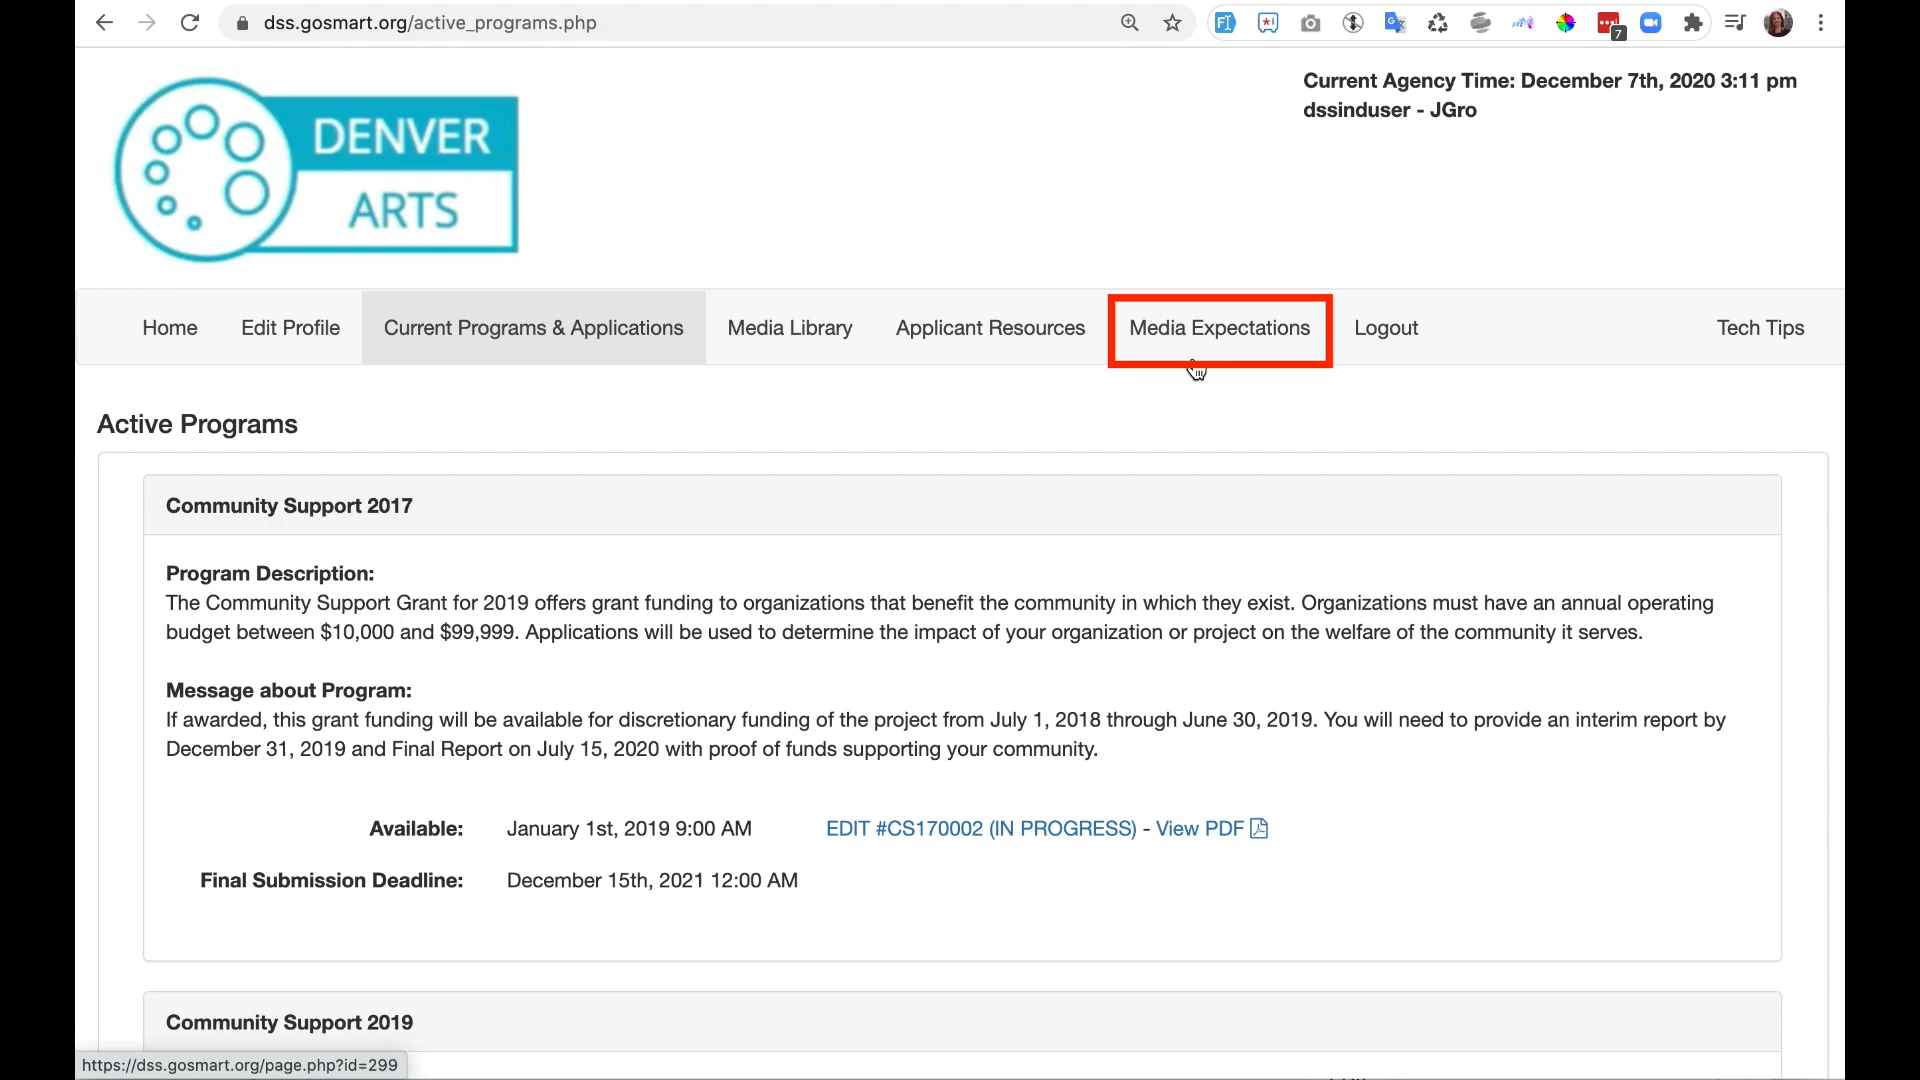 dss.gosmart.org/active_programs.php
7
Current Agency Time: December 7th, 2020 3:11 pm
dssinduser - JGro
DENVER
ARTS
Home Edit Profile Current Programs & Applications Media Library Applicant Resources Media Expectations Logout Tech Tips
Active Programs
Community Support 2017
Program Description:
The Community Support Grant for 2019 offers grant funding to organizations that benefit the community in which they exist. Organizations must have an annual operating
budget between $10,000 and $99,999. Applications will be used to determine the impact of your organization or project on the welfare of the community it serves.
Message about Program:
If awarded, this grant funding will be available for discretionary funding of the project from July 1, 2018 through June 30, 2019. You will need to provide an interim report by
December 31, 2019 and Final Report on July 15, 2020 with proof of funds supporting your community.
Available: January 1st, 2019 9:00 AM EDIT #CS170002 (IN PROGRESS) - View PDF
Final Submission Deadline: December 15th, 2021 12:00 AM
Community Support 2019
https://dss.gosmart.org/page.php?id=299